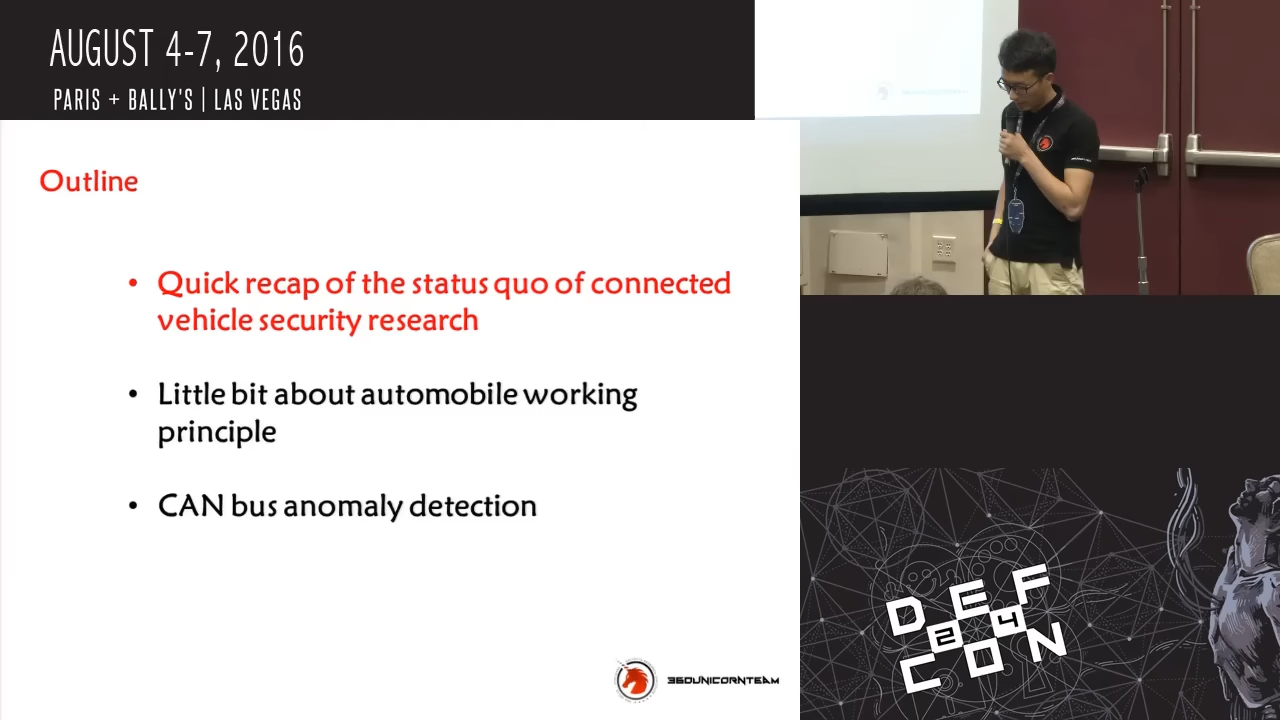 AUGUST 4-7, 2016
PARIS + BALLY'S | LAS VEGAS
Outline
• Quick recap of the status quo of connected
vehicle security research
• Little bit about automobile working
principle
• CAN bus anomaly detection
360UNICORNTEAM
DEF
24
CON